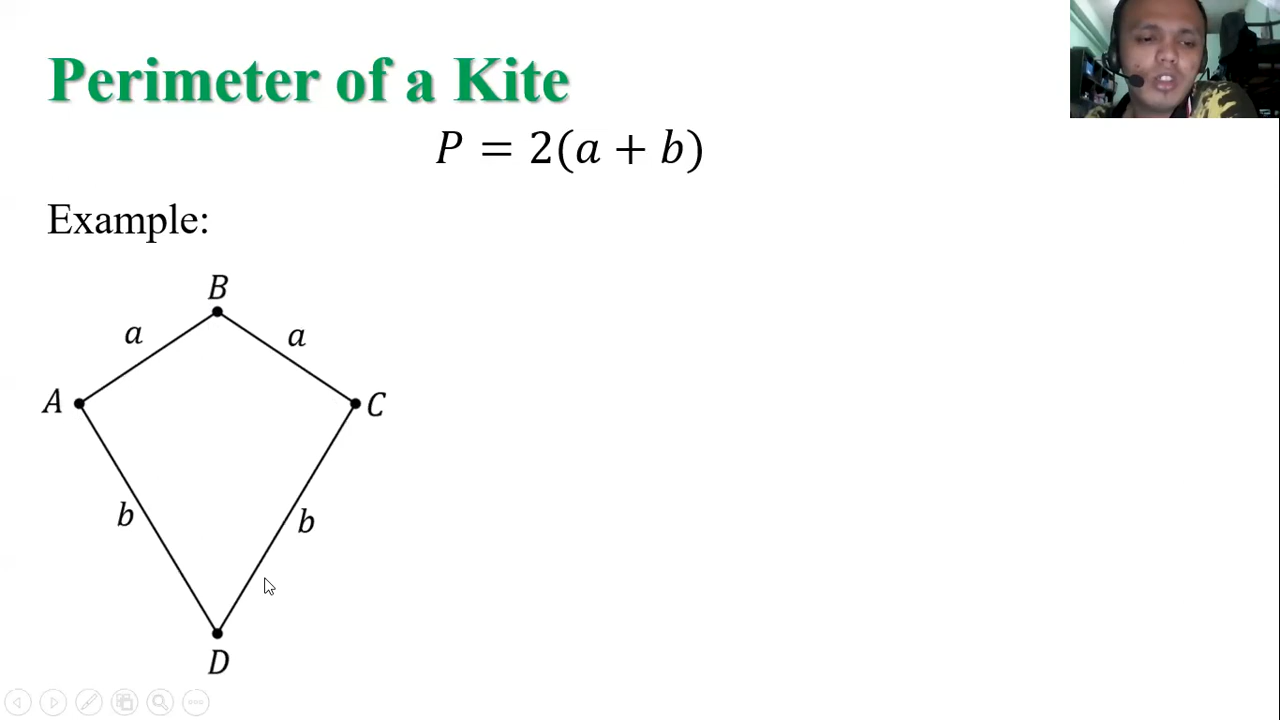 Perimeter of a Kite
P = 2(a + b)
Example:
B
a
a
A
C
b
b
D